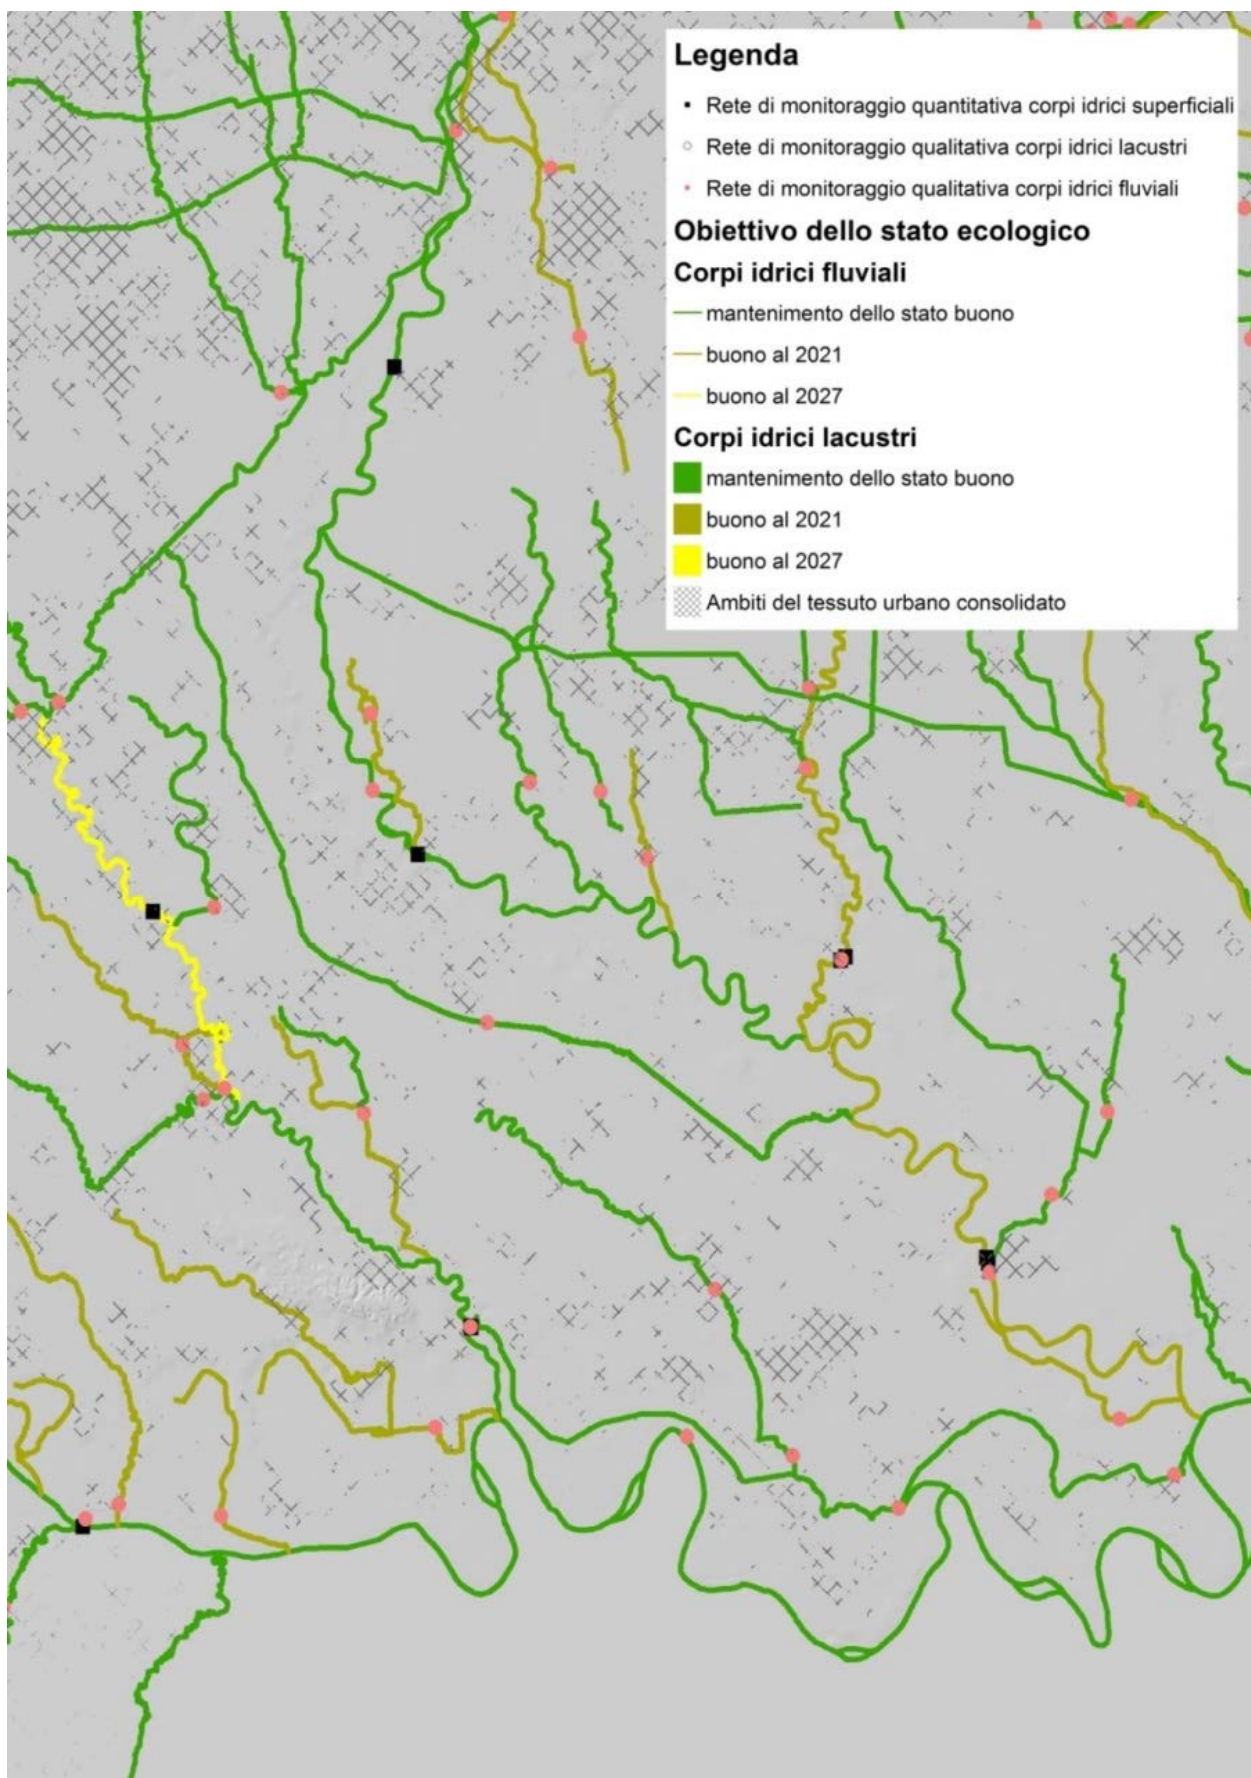 Legenda
Rete di monitoraggio quantitativa corpi idrici superficiali
Rete di monitoraggio qualitativa corpi idrici lacustri
Rete di monitoraggio qualitativa corpi idrici fluviali
Obiettivo dello stato ecologico
Corpi idrici fluviali
mantenimento dello stato buono
buono al 2021
buono al 2027
Corpi idrici lacustri
mantenimento dello stato buono
buono al 2021
buono al 2027
Ambiti del tessuto urbano consolidato